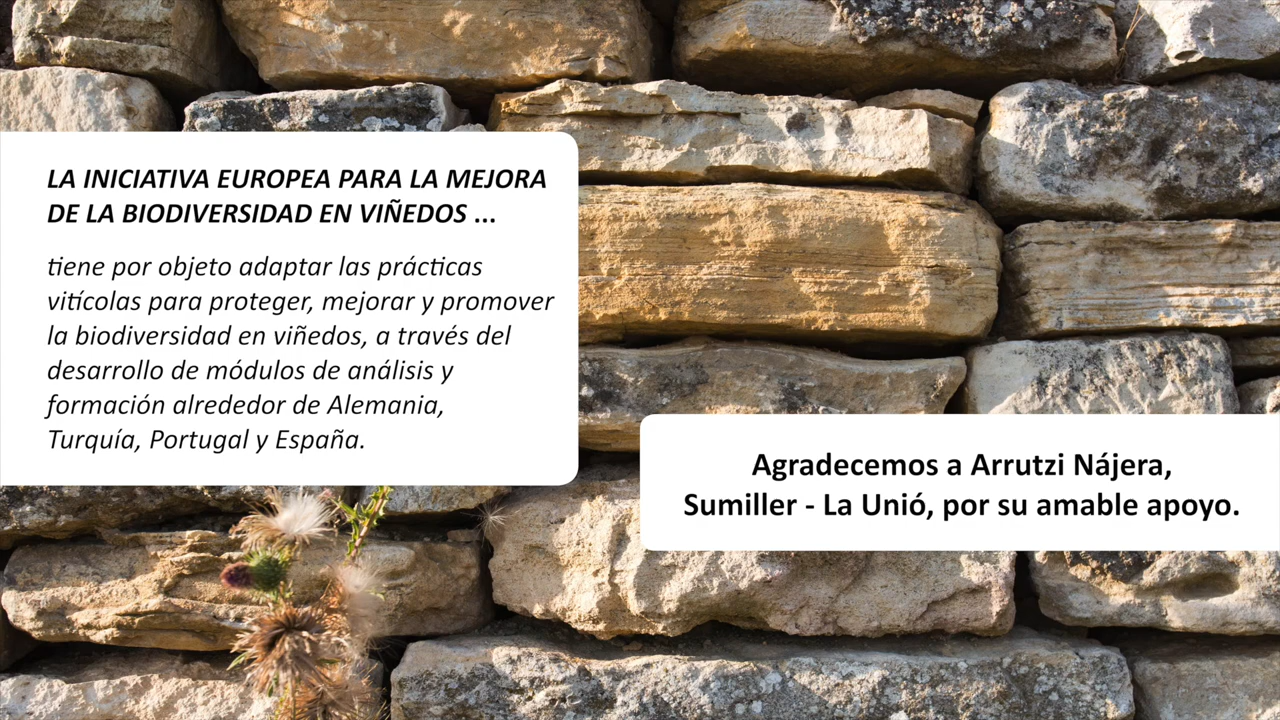 LA INICIATIVA EUROPEA PARA LA MEJORA
DE LA BIODIVERSIDAD EN VIÑEDOS ...
tiene por objeto adaptar las prácticas
vitícolas para proteger, mejorar y promover
la biodiversidad en viñedos, a través del
desarrollo de módulos de análisis y
formación alrededor de Alemania,
Turquía, Portugal y España.
Agradecemos a Arrutzi Nájera,
Sumiller - La Unió, por su amable apoyo.